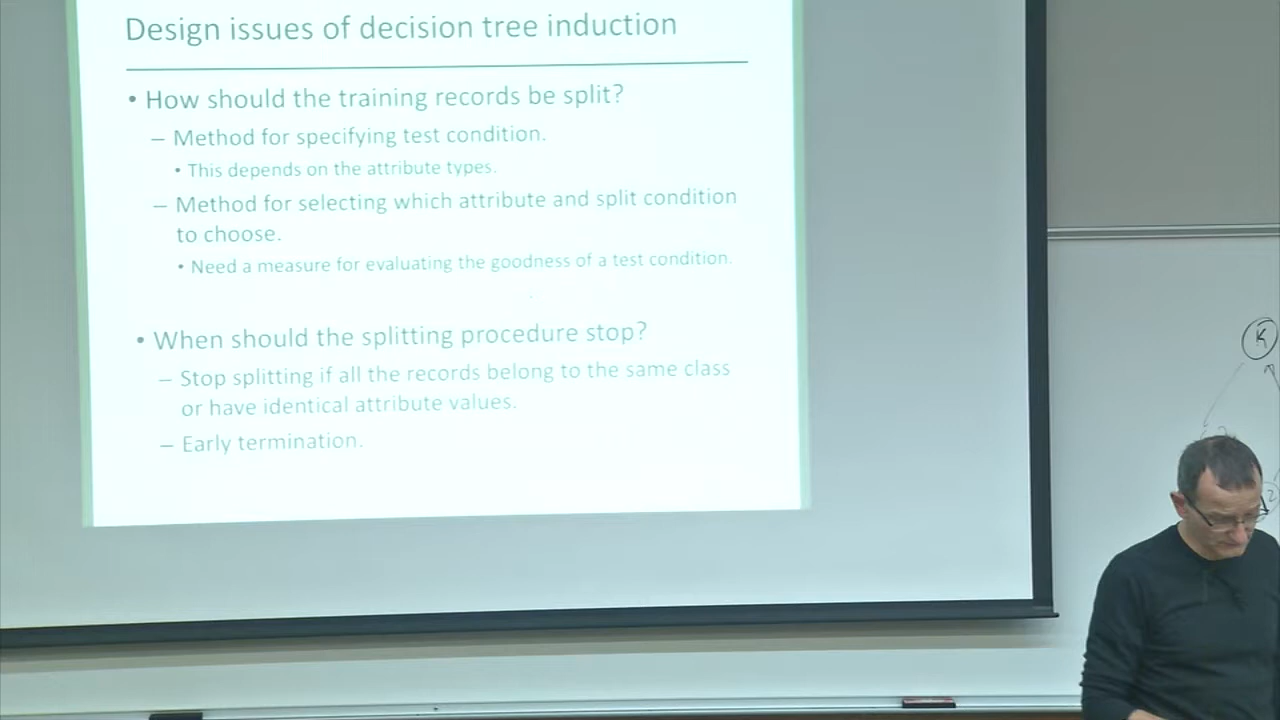 Design issues of decision tree induction
• How should the training records be split?
– Method for specifying test condition.
• This depends on the attribute types.
– Method for selecting which attribute and split condition
to choose.
• Need a measure for evaluating the goodness of a test condition.
• When should the splitting procedure stop?
– Stop splitting if all the records belong to the same class
or have identical attribute values.
– Early termination.
K